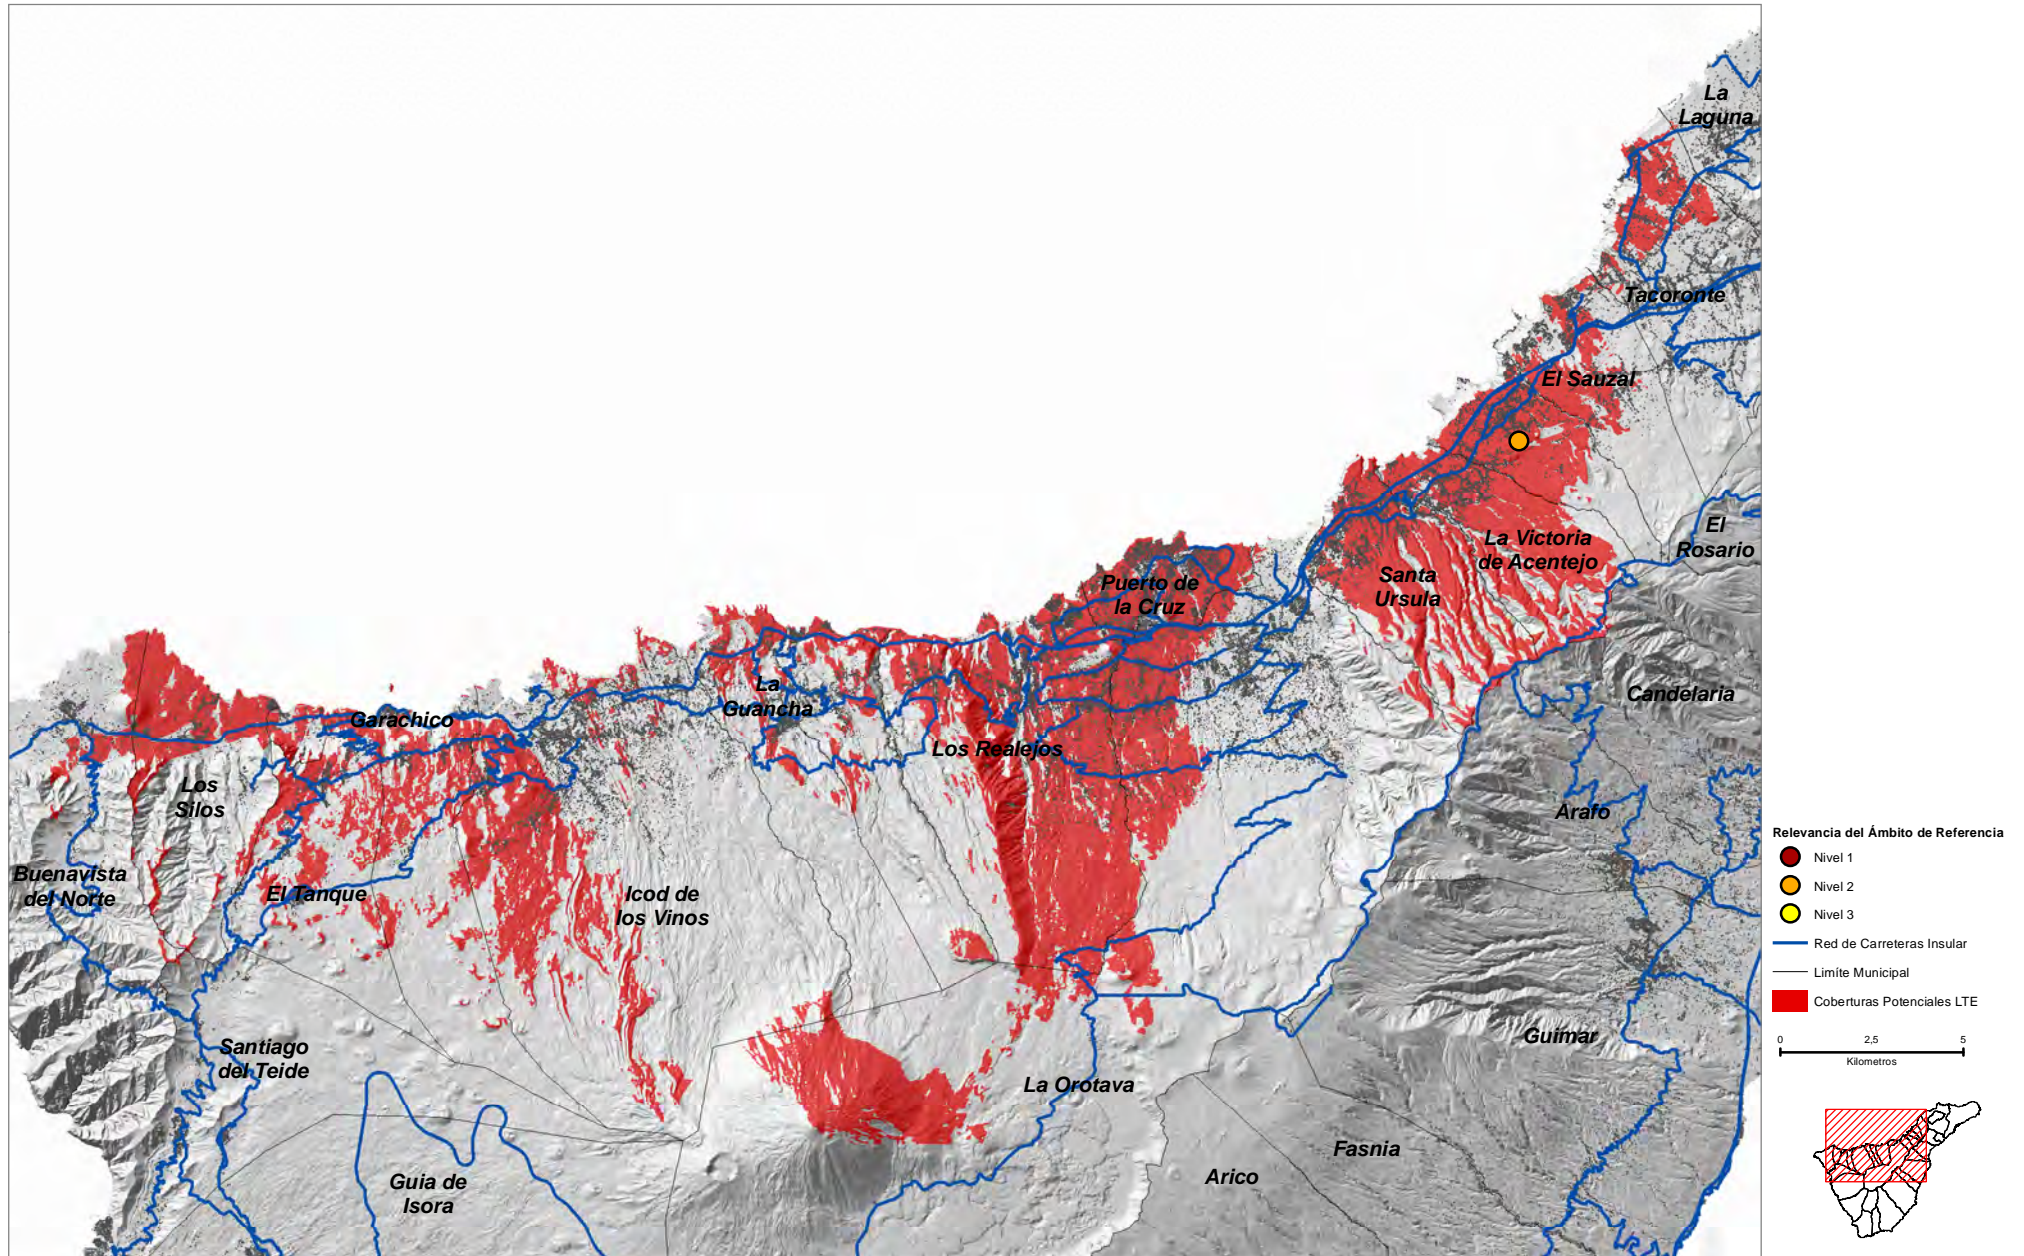 La
Laguna
Tacoronte
El Sauzal
El
Rosario
La Victoria
de Acentejo
Santa
Ursula
Puerto de
la Cruz
Candelaria
La
Guancha
Garachico
Los Realejos
Los
Silos
Arafo
Buenavista
del Norte
El Tanque
Icod de
los Vinos
Guimar
Santiago
del Teide
La Orotava
Fasnia
Arico
Guia de
Isora
Relevancia del Ámbito de Referencia
Nivel 1
Nivel 2
Nivel 3
Red de Carreteras Insular
Limíte Municipal
Coberturas Potenciales LTE
0 2,5 5
Kilometros